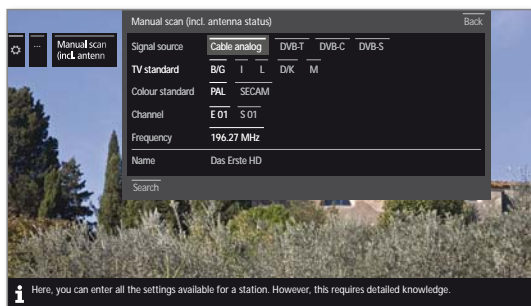 Manual scan (incl. antenna status) Back
... Manual scan
(incl. antenn
Signal source Cable analog DVB-T DVB-C DVB-S
TV standard B/G I L D/K M
Colour standard PAL SECAM
Channel E 01 S 01
Frequency 196.27 MHz
Name Das Erste HD
Search
i Here, you can enter all the settings available for a station. However, this requires detailed knowledge.